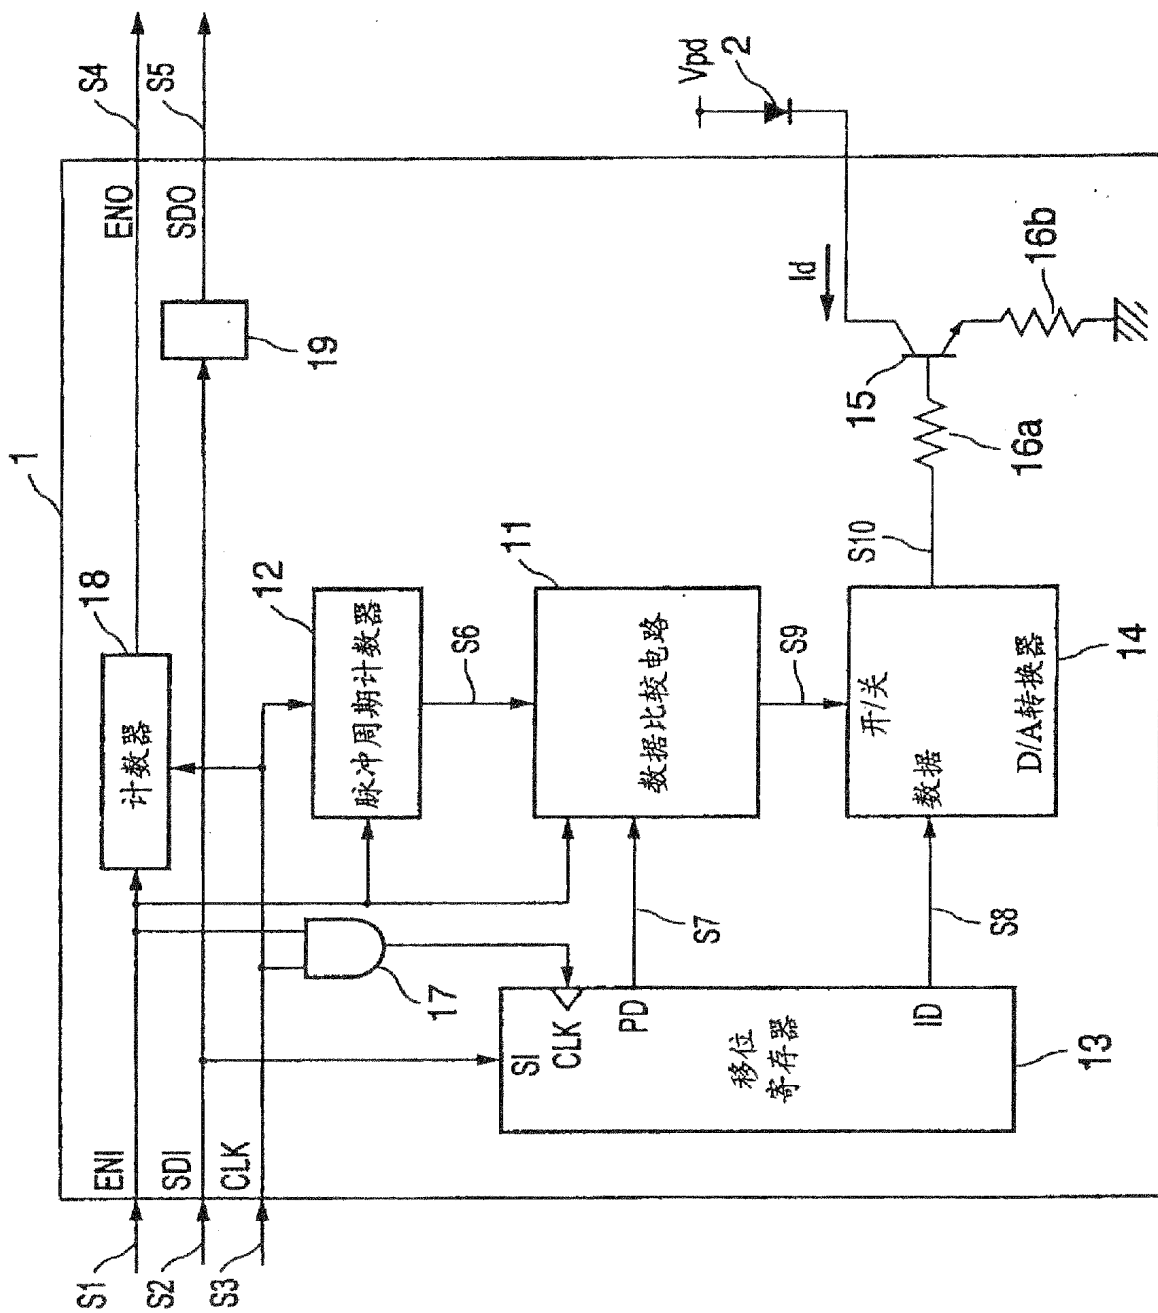 1
S1
ENI
18
计数器
ENO
S4
S2
SDI
19
SDO
S5
S3
CLK
17
12
脉冲周期计数器
S6
11
数据比较电路
S9
SI
CLK
PD
ID
移位
寄存器
13
S7
S8
开/关
数据
D/A转换器
14
S10
16a
15
16b
Id
Vpd
2